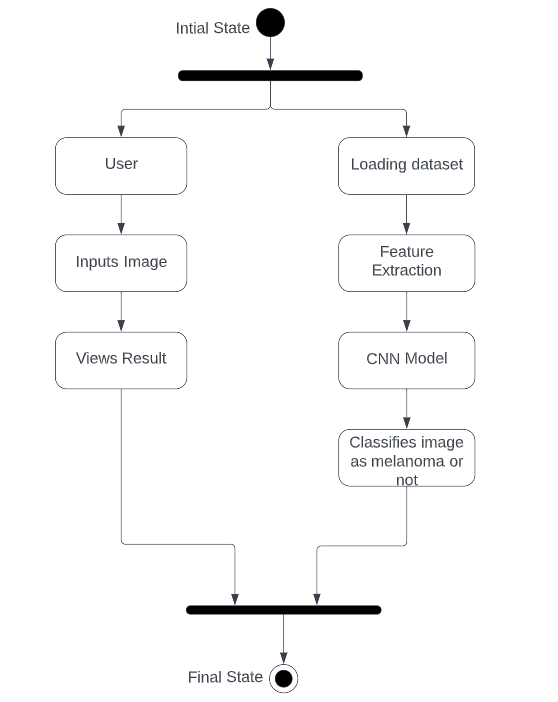 Intial State
User
Loading dataset
Inputs Image
Feature
Extraction
Views Result
CNN Model
Classifies image
as melanoma or
not
Final State